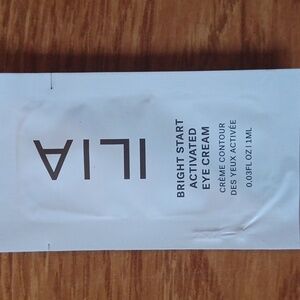 ILIA
BRIGHT START
ACTIVATED
EYE CREAM
CRÈME CONTOUR
DES YEUX ACTIVÉE
0.03FL OZ | 1ML